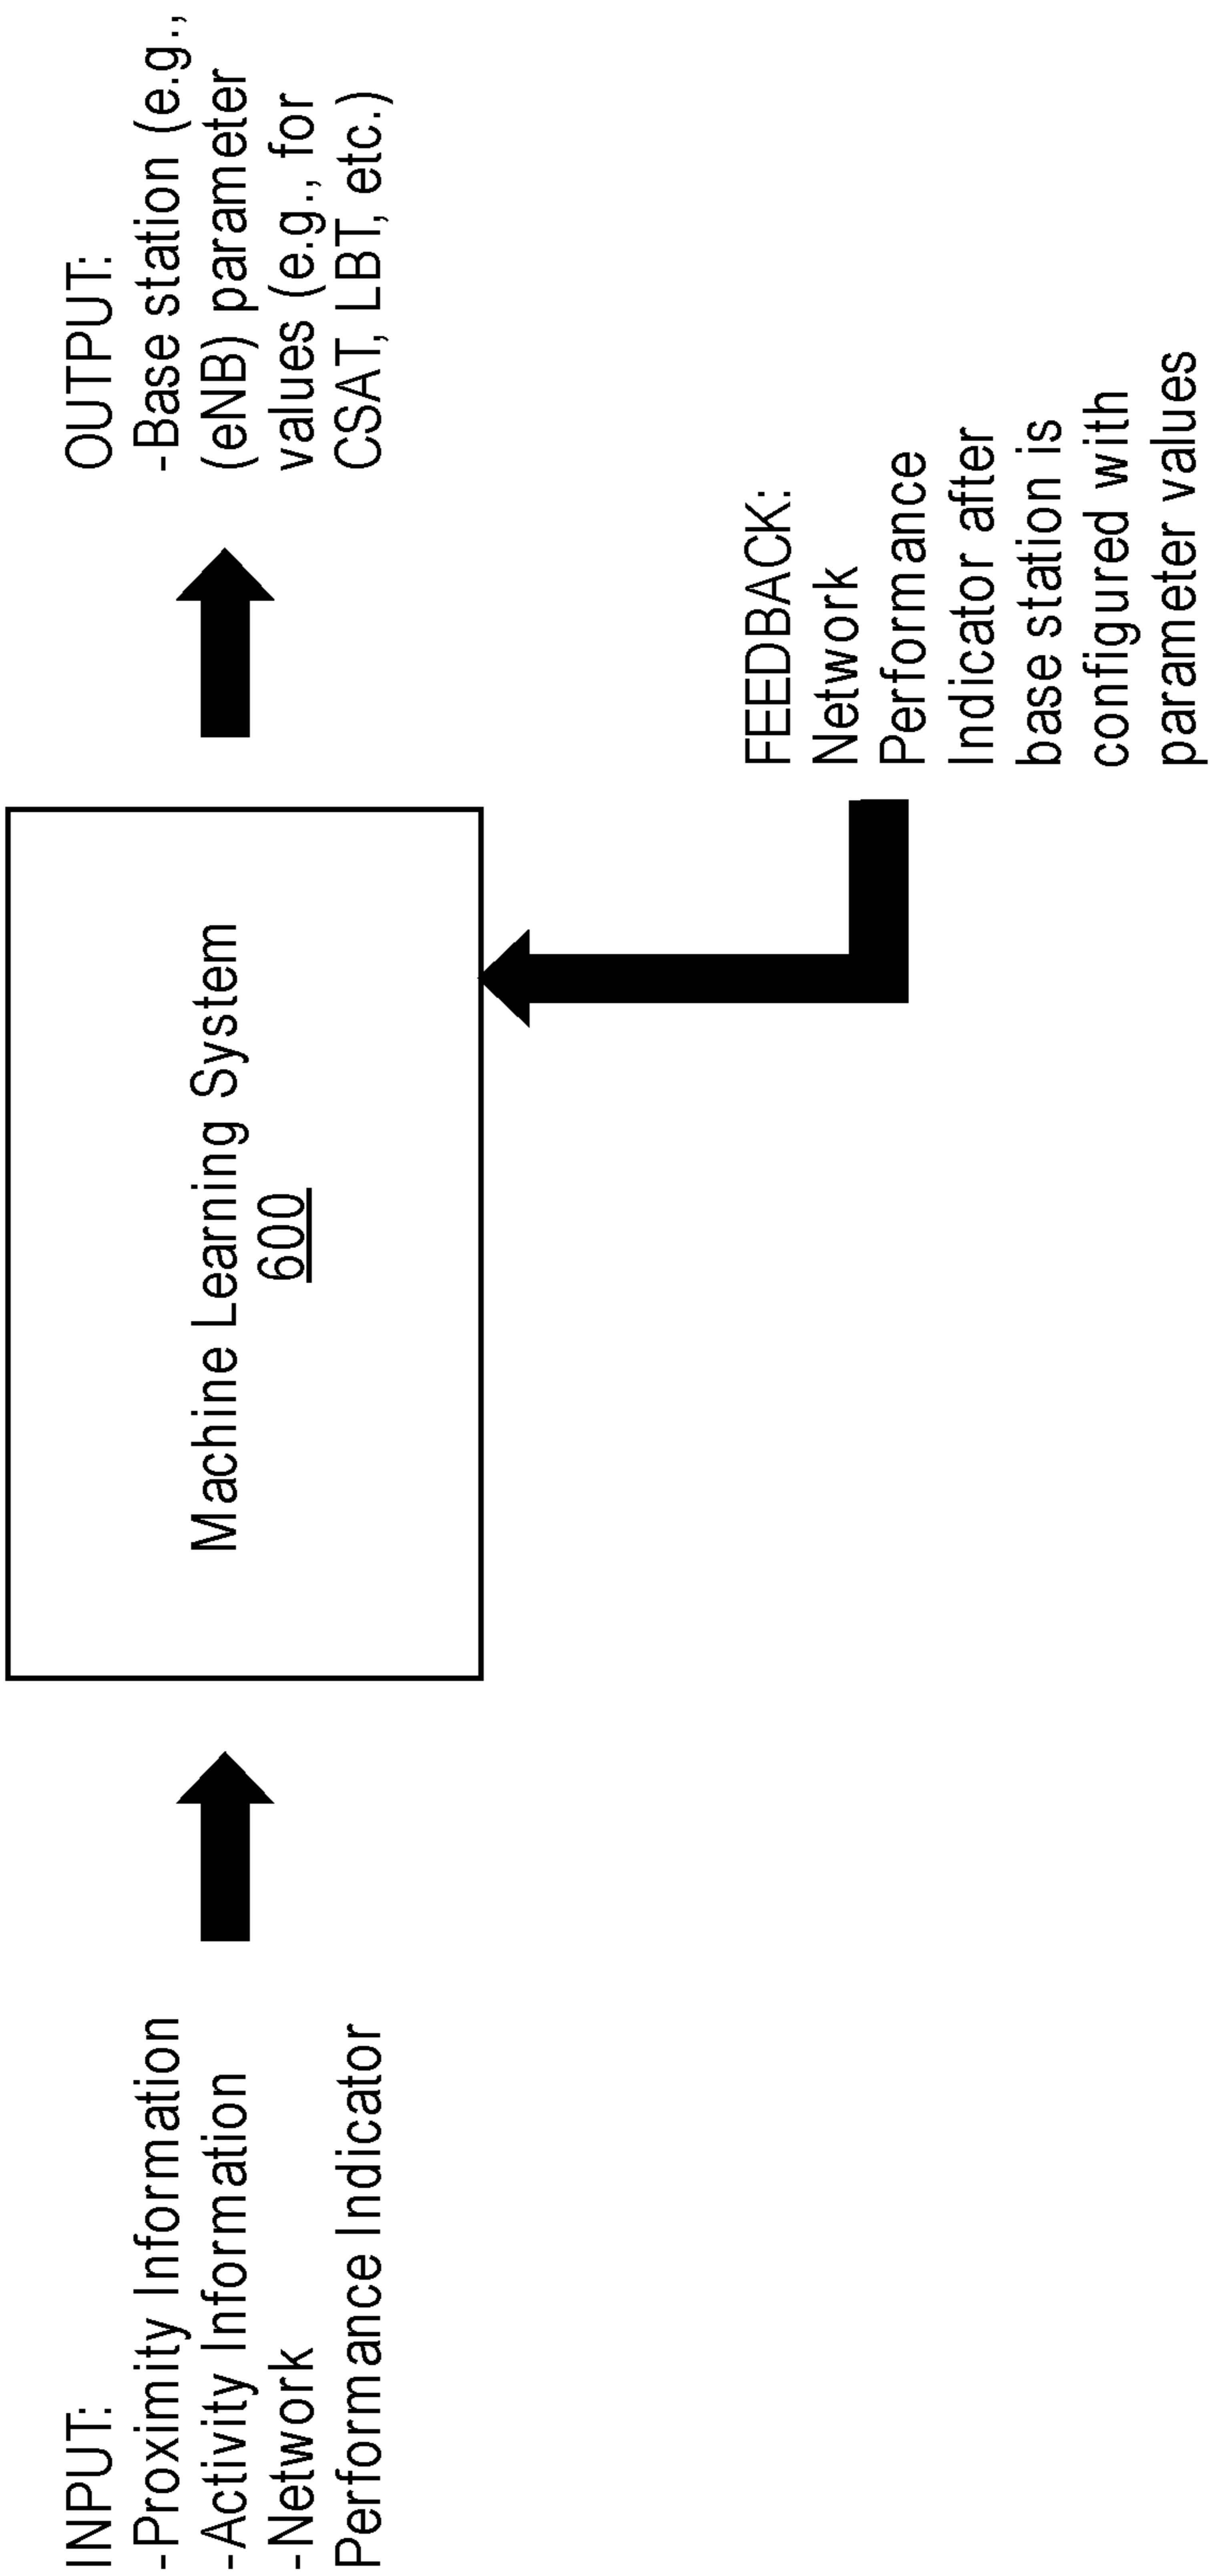 INPUT:
-Proximity Information
-Activity Information
-Network
Performance Indicator
Machine Learning System
600
OUTPUT:
-Base station (e.g.,
(eNB) parameter
values (e.g., for
CSAT, LBT, etc.)
FEEDBACK:
Network
Performance
Indicator after
base station is
configured with
parameter values